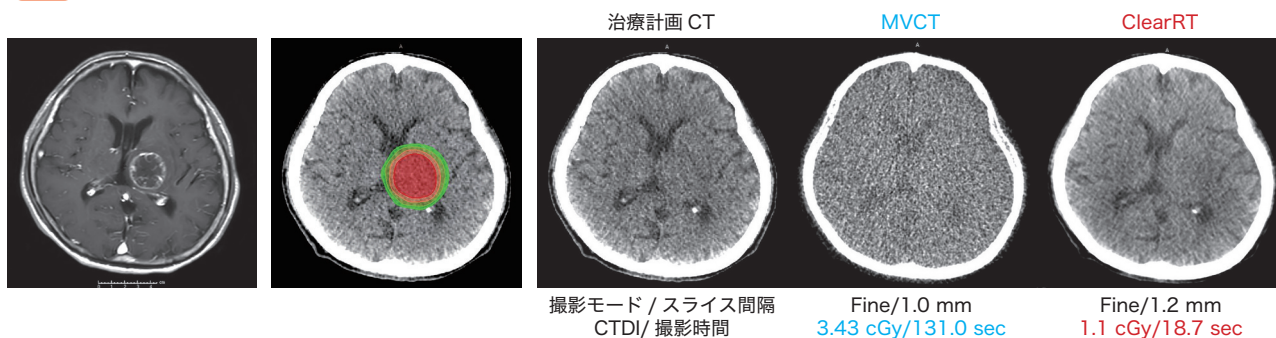 治療計画 CT
MVCT
ClearRT
撮影モード / スライス間隔
CTDI/ 撮影時間
Fine/1.0 mm
3.43 cGy/131.0 sec
Fine/1.2 mm
1.1 cGy/18.7 sec